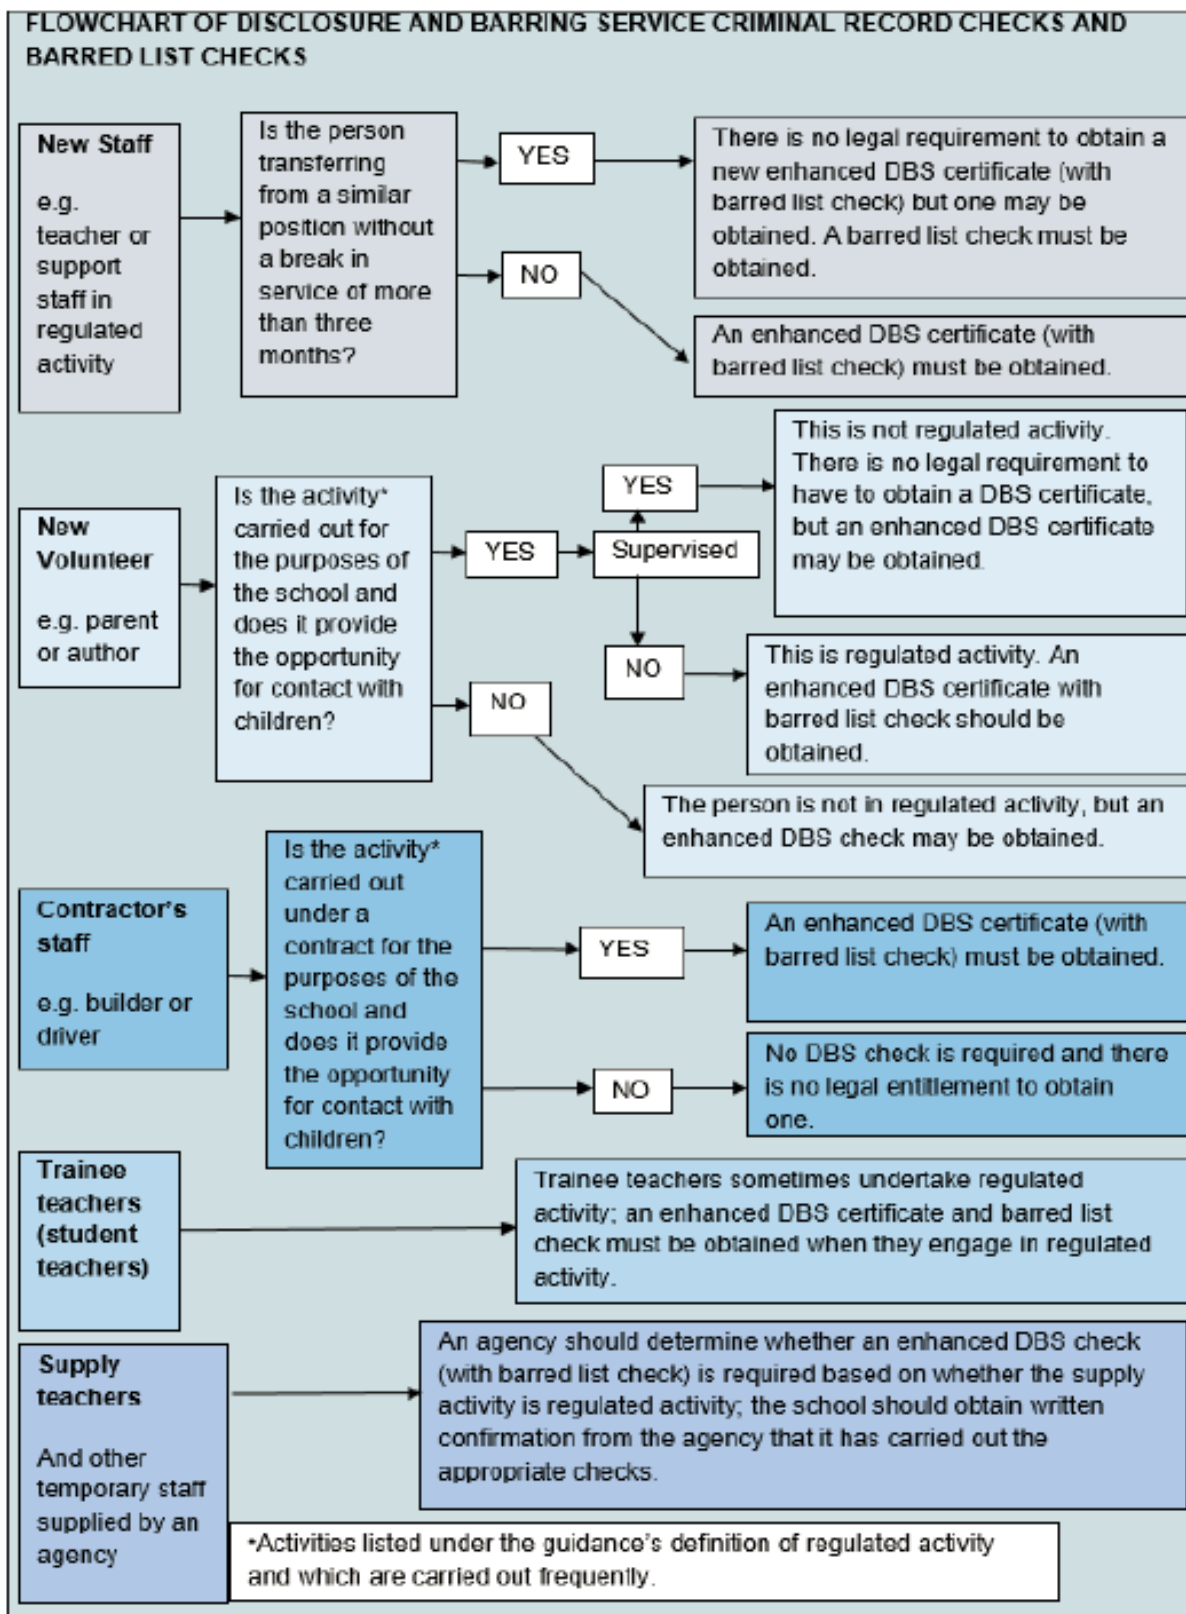 FLOWCHART OF DISCLOSURE AND BARRING SERVICE CRIMINAL RECORD CHECKS AND
BARRED LIST CHECKS
New Staff
e.g.
teacher or
support
staff in
regulated
activity
Is the person
transferring
from a similar
position without
a break in
service of more
than three
months?
YES
There is no legal requirement to obtain a
new enhanced DBS certificate (with
barred list check) but one may be
obtained. A barred list check must be
obtained.
NO
An enhanced DBS certificate (with
barred list check) must be obtained.
New
Volunteer
e.g. parent
or author
Is the activity*
carried out for
the purposes of
the school and
does it provide
the opportunity
for contact with
children?
YES
Supervised
YES
This is not regulated activity.
There is no legal requirement to
have to obtain a DBS certificate,
but an enhanced DBS certificate
may be obtained.
NO
This is regulated activity. An
enhanced DBS certificate with
barred list check should be
obtained.
NO
The person is not in regulated activity, but an
enhanced DBS check may be obtained.
Contractor's
staff
e.g. builder or
driver
Is the activity*
carried out
under a
contract for the
purposes of the
school and
does it provide
the opportunity
for contact with
children?
YES
An enhanced DBS certificate (with
barred list check) must be obtained.
NO
No DBS check is required and there
is no legal entitlement to obtain
one.
Trainee
teachers
(student
teachers)
Trainee teachers sometimes undertake regulated
activity; an enhanced DBS certificate and barred list
check must be obtained when they engage in regulated
activity.
Supply
teachers
And other
temporary staff
supplied by an
agency
An agency should determine whether an enhanced DBS check
(with barred list check) is required based on whether the supply
activity is regulated activity; the school should obtain written
confirmation from the agency that it has carried out the
appropriate checks.
*Activities listed under the guidance's definition of regulated activity
and which are carried out frequently.